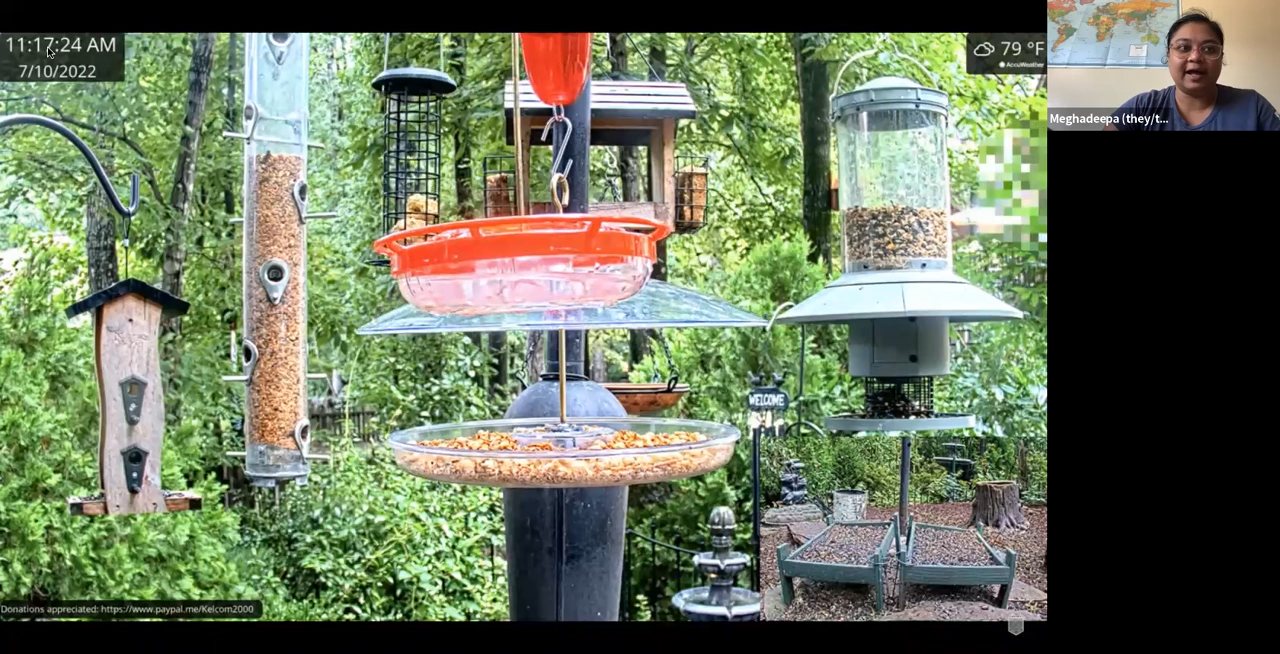 11:17:24 AM
7/10/2022
79 °F
AccuWeather
Meghadeepa (they/t...
WELCOME
Donations appreciated: https://www.paypal.me/Kelcom2000